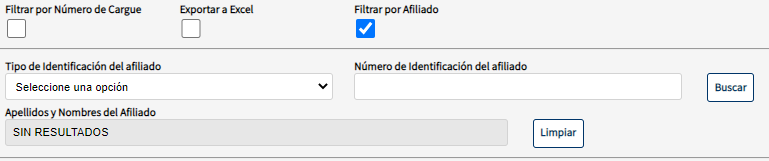 Filtrar por Número de Cargue Exportar a Excel Filtrar por Afiliado
Tipo de Identificación del afiliado Número de Identificación del afiliado
Seleccione una opción Buscar
Apellidos y Nombres del Afiliado
SIN RESULTADOS Limpiar